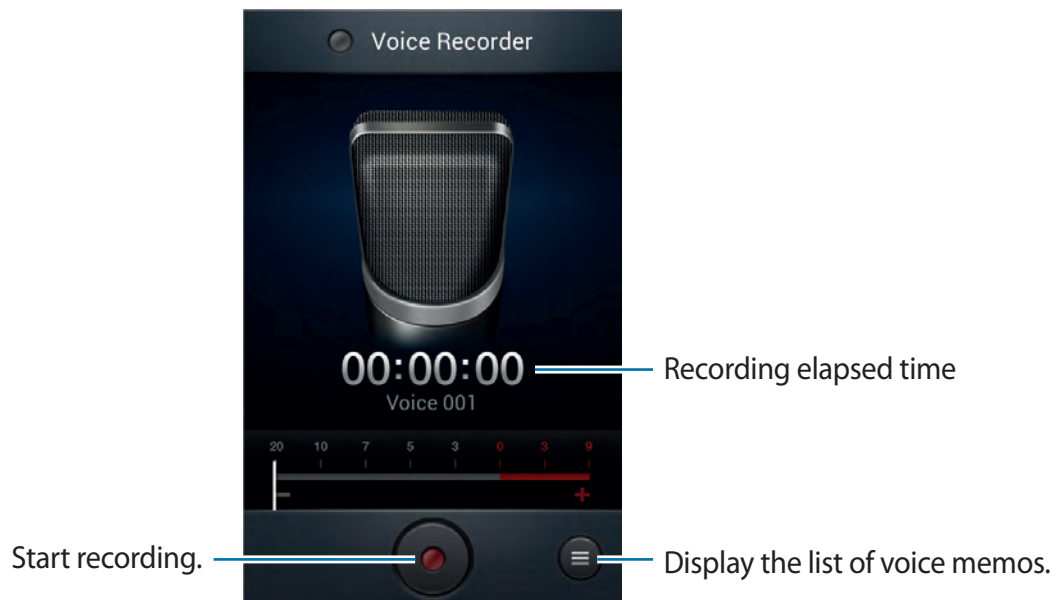 Voice Recorder
00:00:00
Recording elapsed time
Voice 001
20 10 7 5 3 0 3 9
- +
Start recording.
Display the list of voice memos.